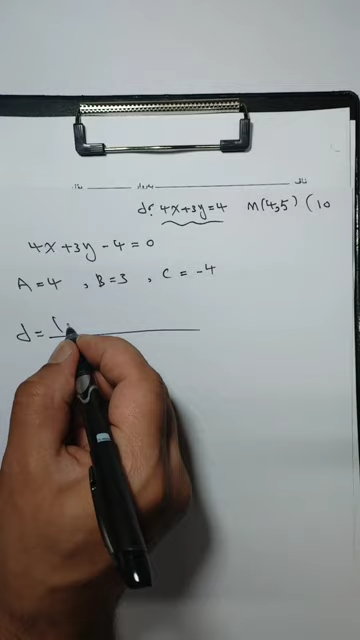 d: 4x+3y=4 M(4,5) (10
4x+3y-4=0
A=4 , B=3 , C=-4
d=